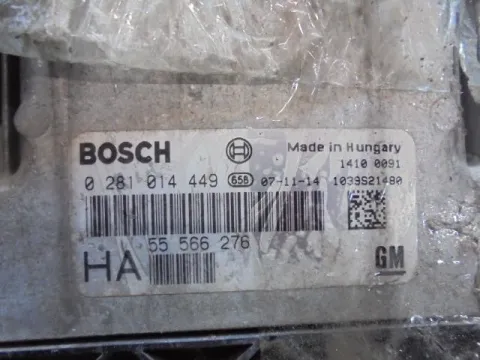 BOSCH Made in Hungary
1410 0091
0 281 014 449 658 07-11-14 1039S21480
55 566 276
HA GM